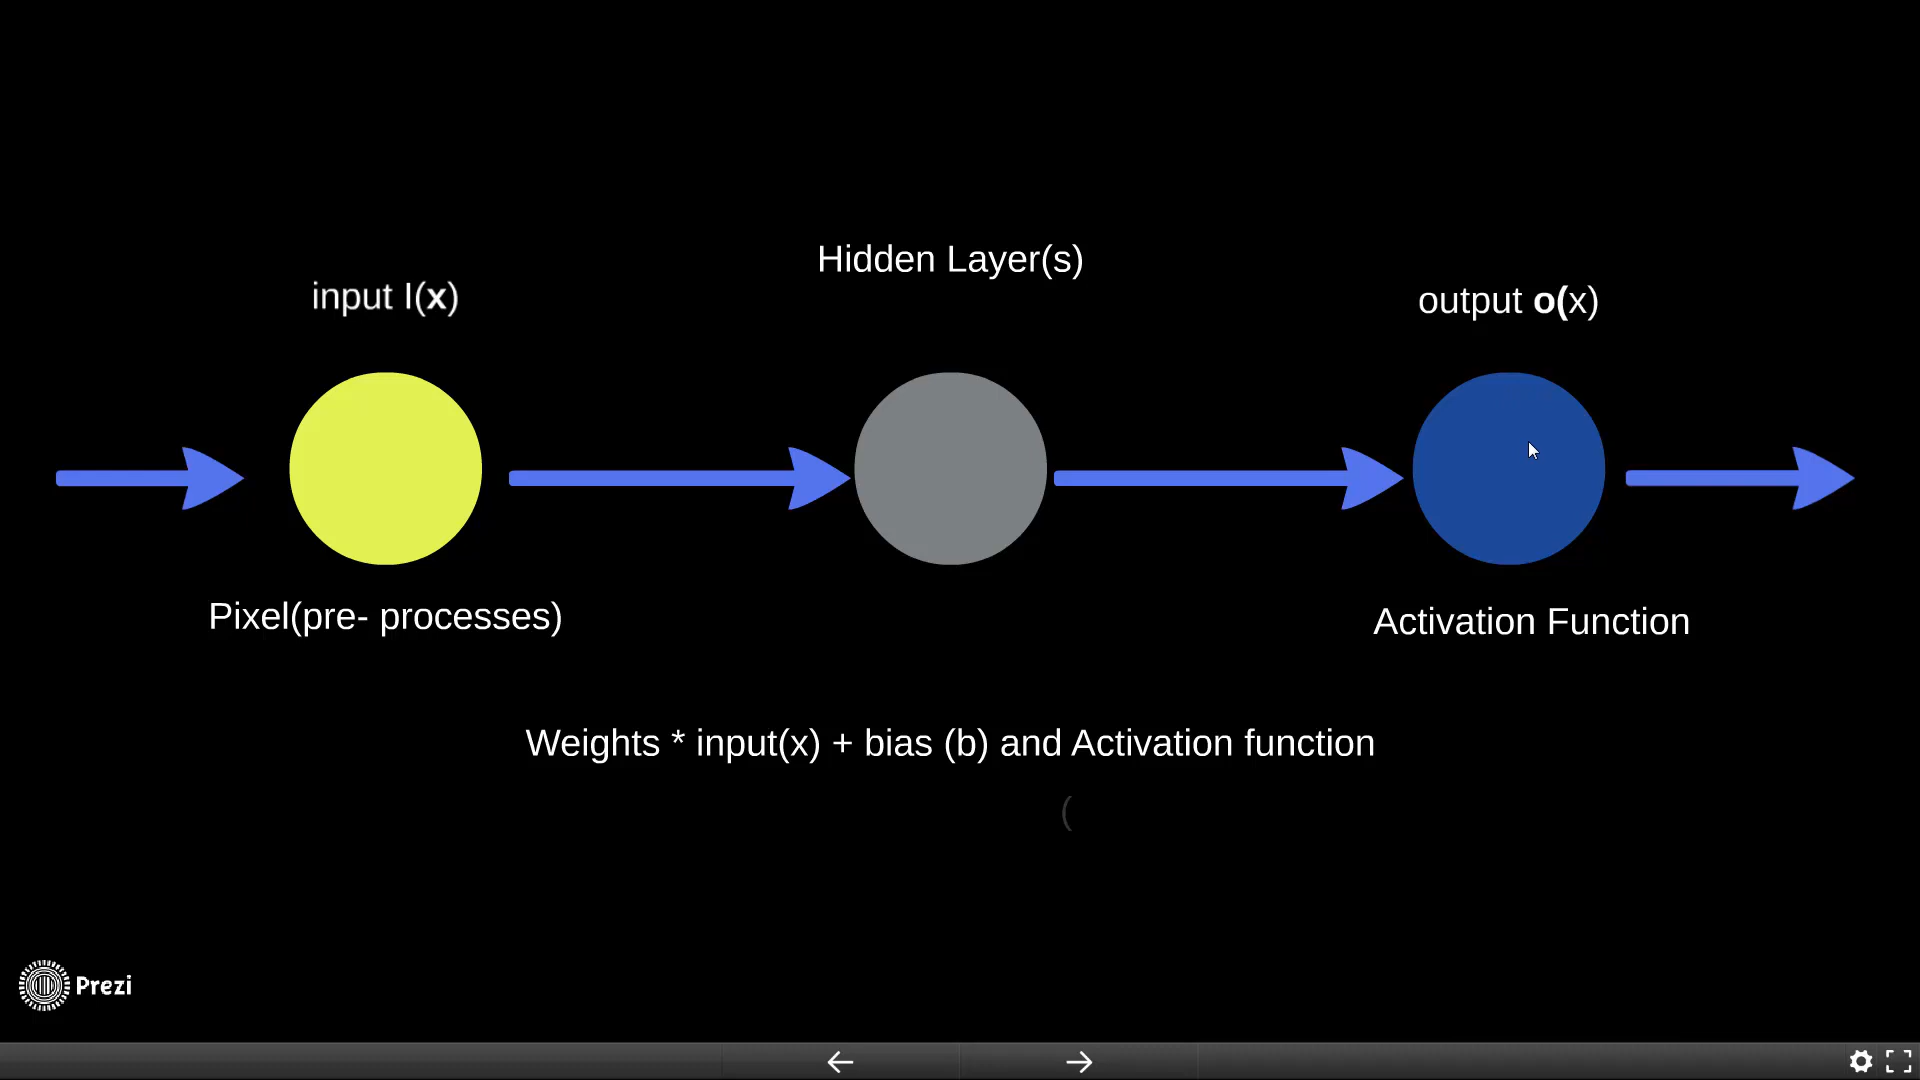 Hidden Layer(s)
input I(x)
output o(x)
Pixel(pre- processes)
Activation Function
Weights * input(x) + bias (b) and Activation function
(
Prezi